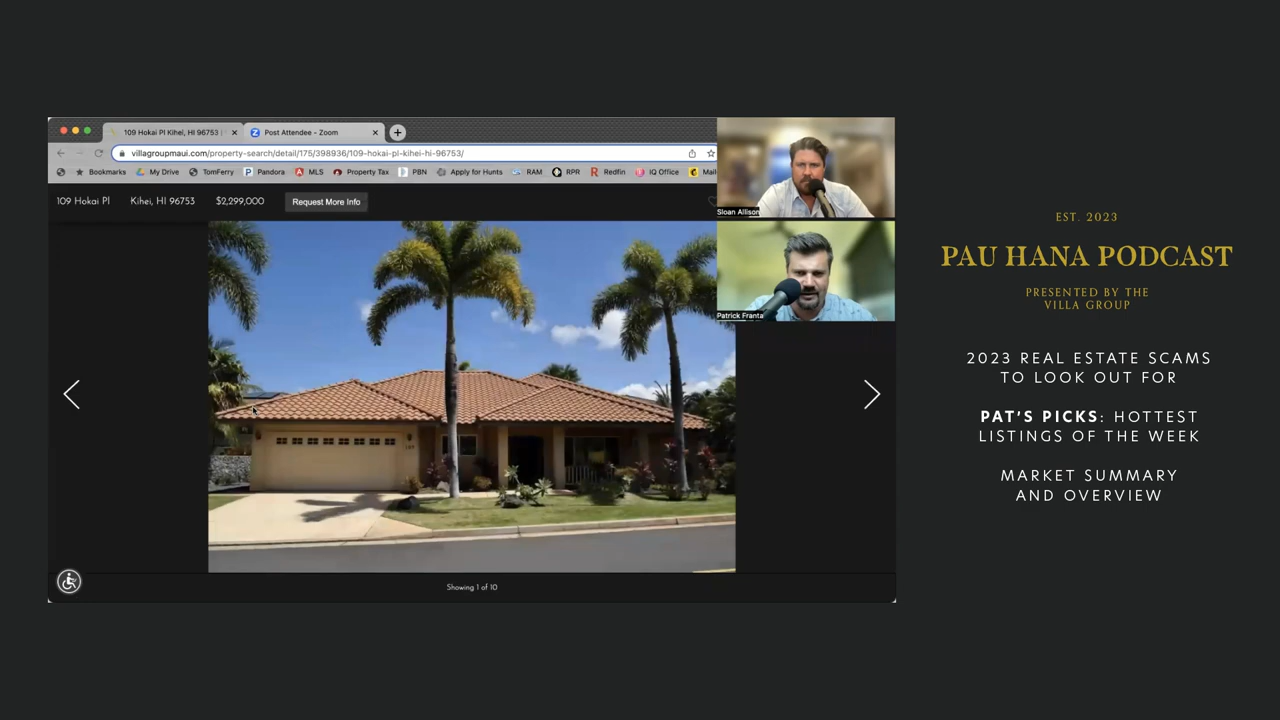 109 Hokai Pl Kihei, HI 96753 |
Post Attendee - Zoom
villagroupmaui.com/property-search/detail/175/398936/109-hokai-pl-kihei-hi-96753/
Bookmarks My Drive TomFerry Pandora MLS Property Tax PBN Apply for Hunts RAM RPR Redfin IQ Office Mail
109 Hokai Pl Kihei, HI 96753 $2,299,000 Request More Info
Sloan Allison
Patrick Franta
Showing 1 of 10
EST. 2023
PAU HANA PODCAST
PRESENTED BY THE
VILLA GROUP
2023 REAL ESTATE SCAMS
TO LOOK OUT FOR
PAT'S PICKS: HOTTEST
LISTINGS OF THE WEEK
MARKET SUMMARY
AND OVERVIEW